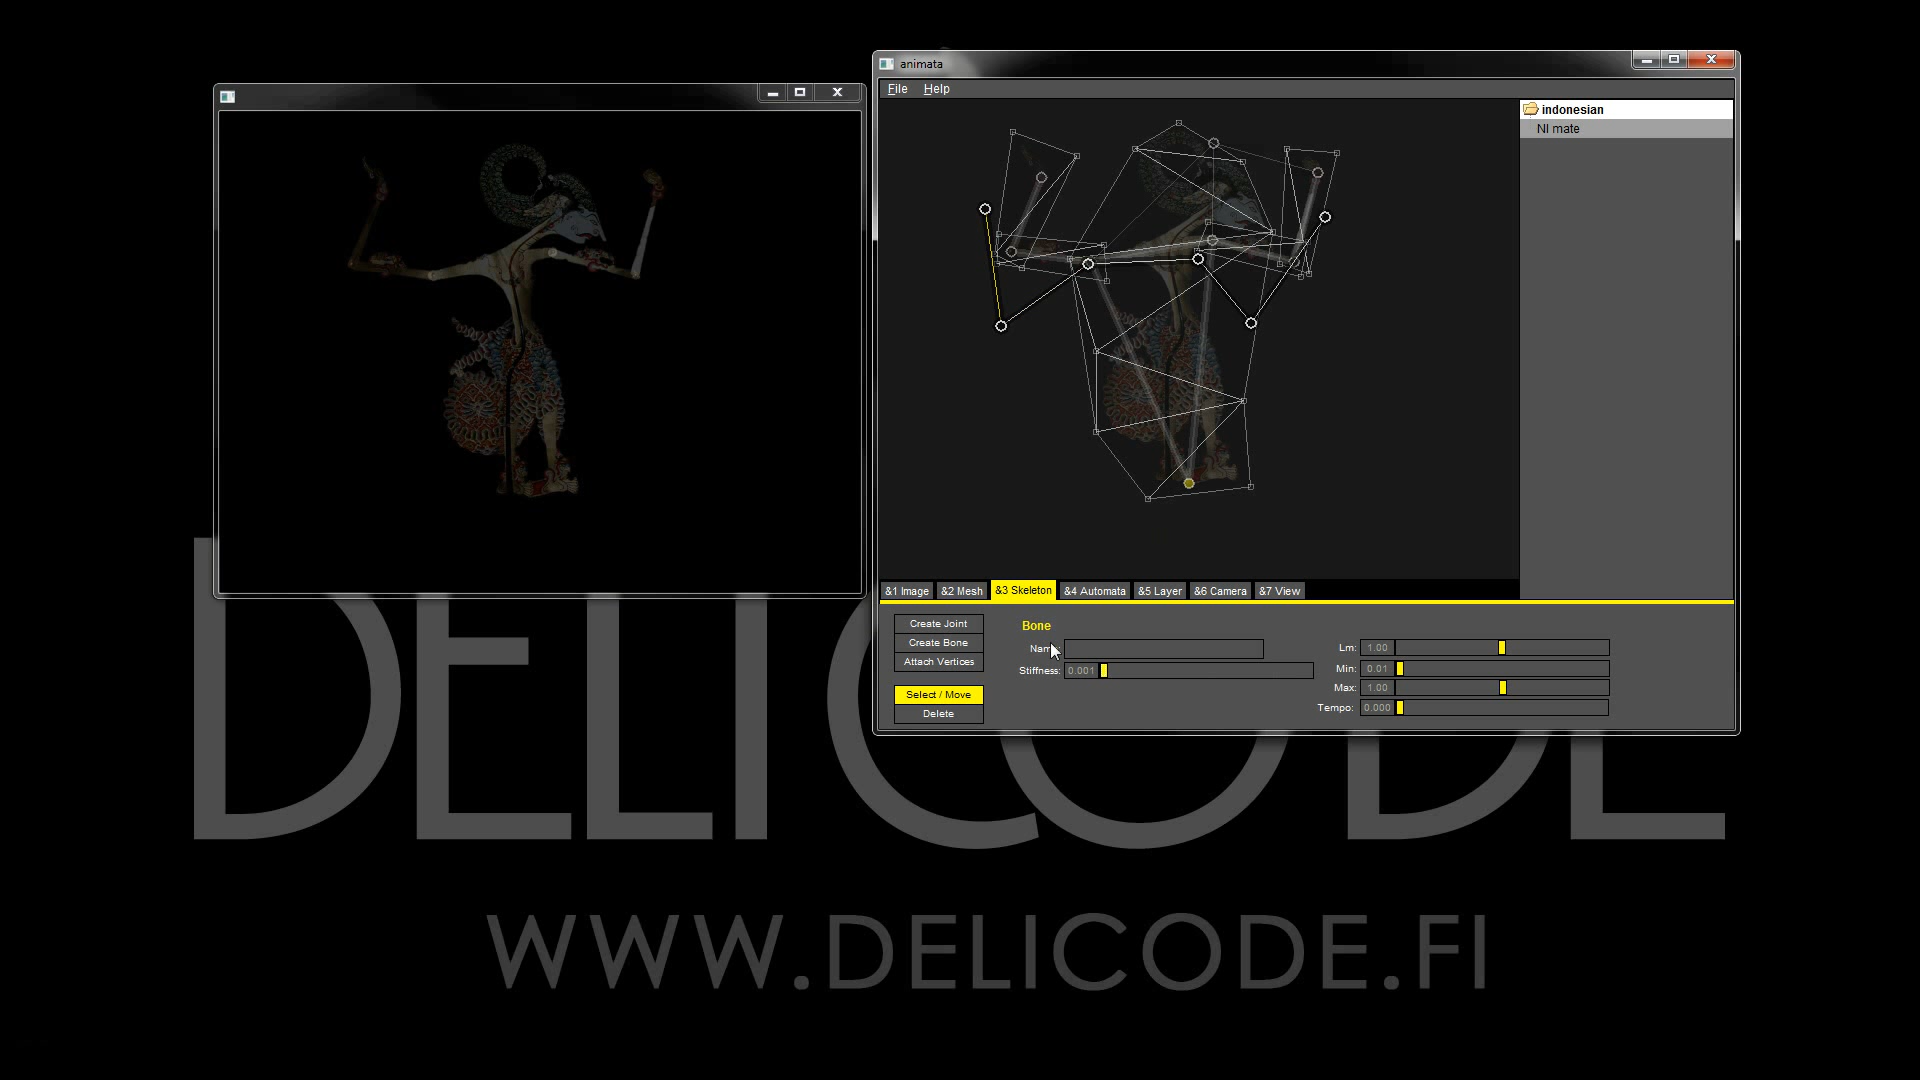 animata
File Help
indonesian
NI mate
&1 Image &2 Mesh &3 Skeleton &4 Automata &5 Layer &6 Camera &7 View
Create Joint
Create Bone
Attach Vertices
Select / Move
Delete
Bone
Name:
Stiffness: 0.001
Lm: 1.00
Min: 0.01
Max: 1.00
Tempo: 0.000
DELICODE
WWW.DELICODE.FI